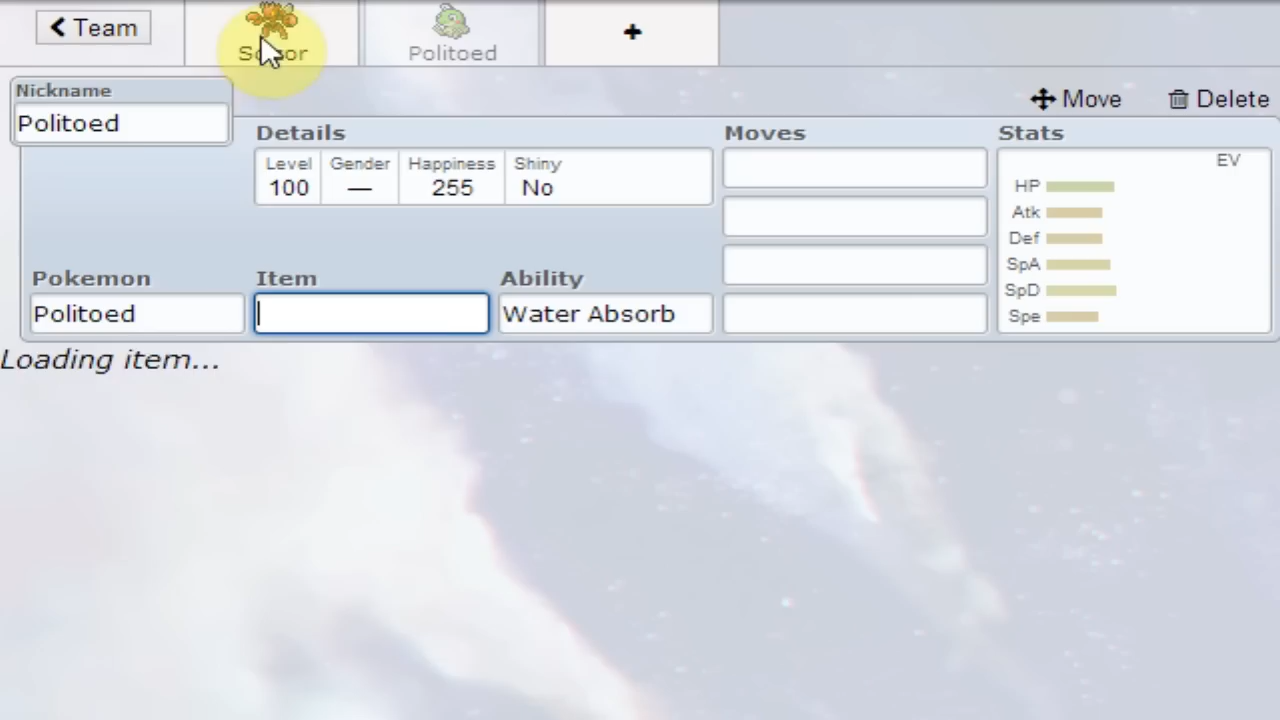 Team
Politoed
+
Nickname
Politoed
Move
Delete
Details
Level
Gender
Happiness
Shiny
100
—
255
No
Moves
Stats
EV
HP
Atk
Def
SpA
SpD
Spe
Pokemon
Item
Ability
Politoed
Water Absorb
Loading item...